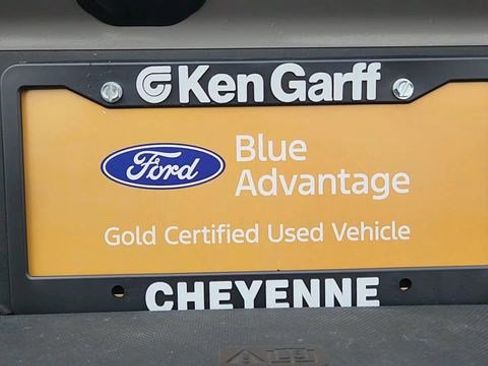 Ken Garff
Ford
Blue
Advantage
Gold Certified Used Vehicle
CHEYENNE